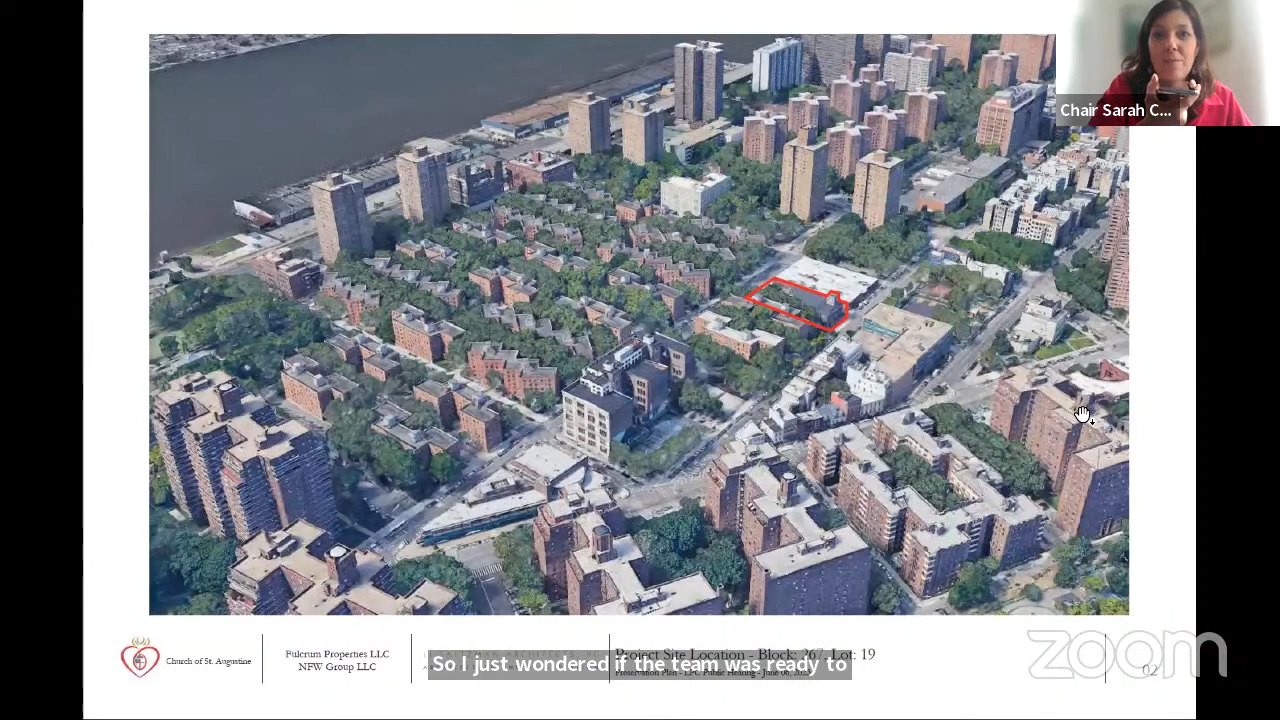 Chair Sarah C...
Church of St. Augustine
Fulcrum Properties LLC
NFW Group LLC
Project Site Location - Block: 267, Lot: 19
So I just wondered if the team was ready to
zoom
02